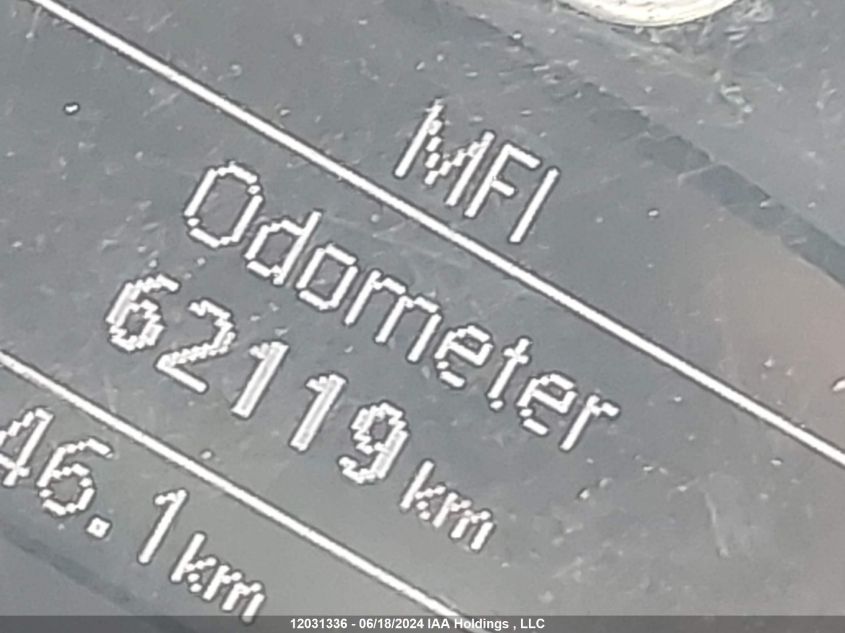 MFI
Odometer
62119 km
46.1 km
12031336 - 06/18/2024 IAA Holdings , LLC